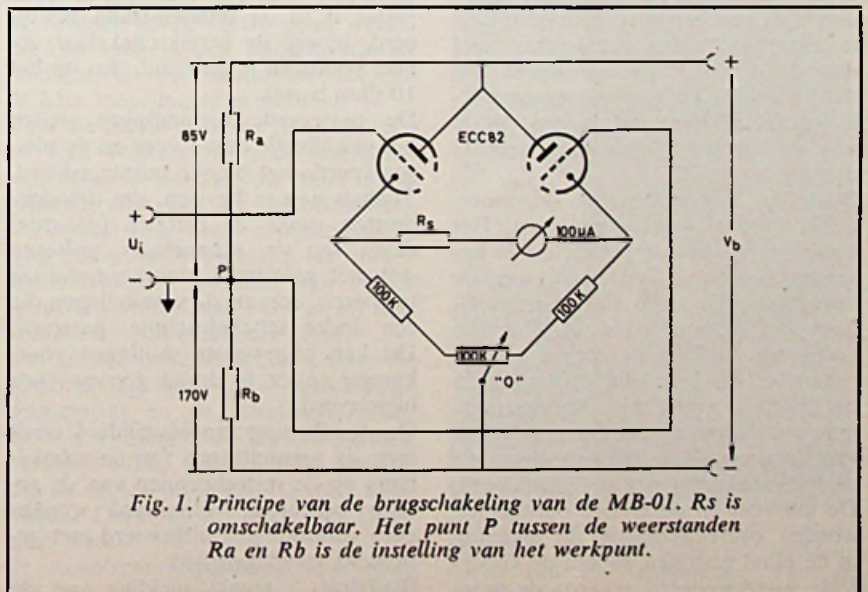 +
85V
Ra
ECC82
+
Ui
Rs
100µA
Vb
P
−
100K
100K
100K
"0"
170V
Rb
−
Fig. 1. Principe van de brugschakeling van de MB-01. Rs is
omschakelbaar. Het punt P tussen de weerstanden
Ra en Rb is de instelling van het werkpunt.